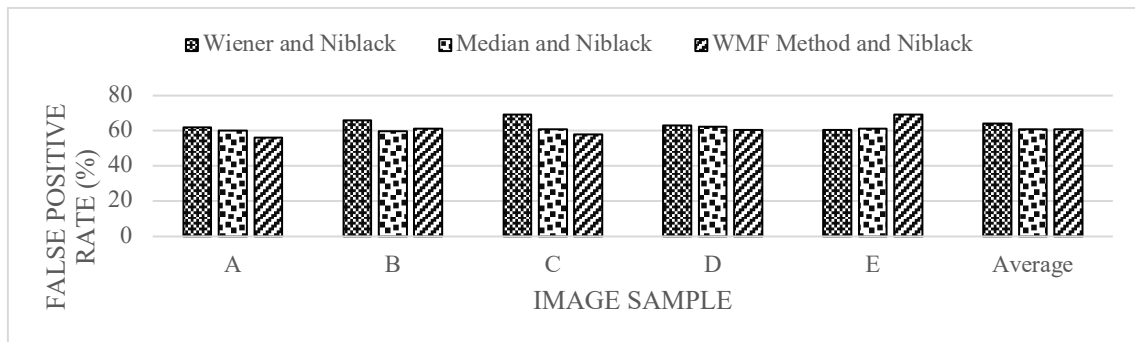 Wiener and Niblack Median and Niblack WMF Method and Niblack
FALSE POSITIVE
RATE (%)
80
60
40
20
0
A B C D E Average
IMAGE SAMPLE